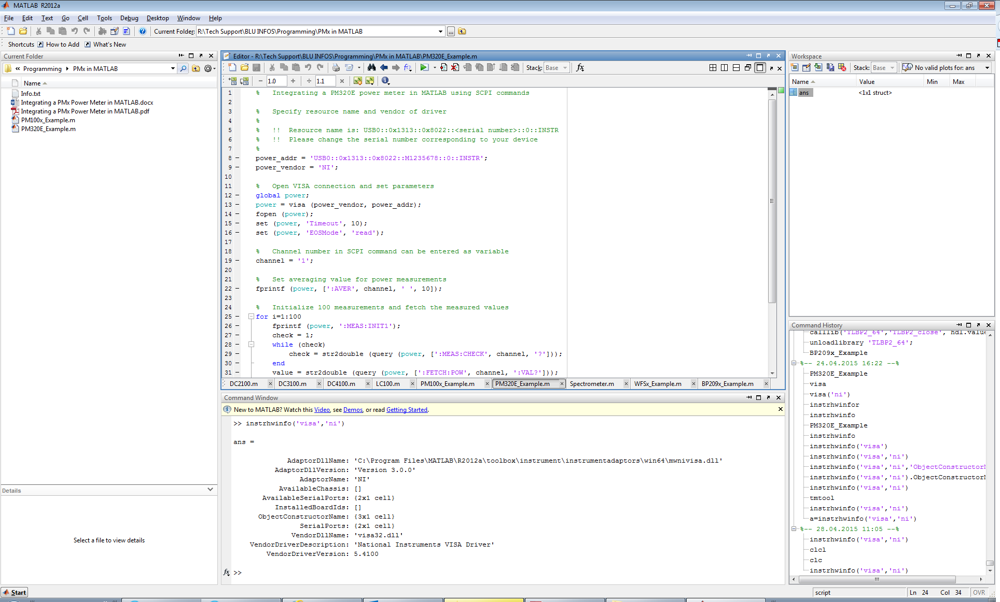 MATLAB R2012a
File Edit Text Go Cell Tools Debug Desktop Window Help
Current Folder: R:\Tech Support\BLU INFOS\Programming\PMx in MATLAB
Shortcuts How to Add What's New
Current Folder
« Programming PMx in MATLAB
Name
Info.txt
Integrating a PMx Power Meter in MATLAB.docx
Integrating a PMx Power Meter in MATLAB.pdf
PM100x_Example.m
PM320E_Example.m
Details
Select a file to view details
Editor - R:\Tech Support\BLU INFOS\Programming\PMx in MATLAB\PM320E_Example.m
Stack: Base fx
− 1.0 + ÷ 1.1 ×
1 % Integrating a PM320E power meter in MATLAB using SCPI commands
2
3 % Specify resource name and vendor of driver
4 %
5 % !! Resource name is: USB0::0x1313::0x8022::<serial number>::0::INSTR
6 % !! Please change the serial number corresponding to your device
7 %
8 – power_addr = 'USB0::0x1313::0x8022::M1235678::0::INSTR';
9 – power_vendor = 'NI';
10
11 % Open VISA connection and set parameters
12 – global power;
13 – power = visa (power_vendor, power_addr);
14 – fopen (power);
15 – set (power, 'Timeout', 10);
16 – set (power, 'EOSMode', 'read');
17
18 % Channel number in SCPI command can be entered as variable
19 – channel = '1';
20
21 % Set averaging value for power measurements
22 – fprintf (power, [':AVER', channel, ' ', 10]);
23
24 % Initialize 100 measurements and fetch the measured values
25 – for i=1:100
26 – fprintf (power, ':MEAS:INIT1');
27 – check = 1;
28 – while (check)
29 – check = str2double (query (power, [':MEAS:CHECK', channel, '?']));
30 – end
31 – value = str2double (query (power, [':FETCH:POW', channel, ':VAL?']));
DC2100.m DC3100.m DC4100.m LC100.m PM100x_Example.m PM320E_Example.m Spectrometer.m WFSx_Example.m BP209x_Example.m
Command Window
New to MATLAB? Watch this Video, see Demos, or read Getting Started.
>> instrhwinfo('visa','ni')
ans =
AdaptorDllName: 'C:\Program Files\MATLAB\R2012a\toolbox\instrument\instrumentadaptors\win64\mwnivisa.dll'
AdaptorDllVersion: 'Version 3.0.0'
AdaptorName: 'NI'
AvailableChassis: []
AvailableSerialPorts: {2x1 cell}
InstalledBoardIds: []
ObjectConstructorName: {3x1 cell}
SerialPorts: {2x1 cell}
VendorDllName: 'visa32.dll'
VendorDriverDescription: 'National Instruments VISA Driver'
VendorDriverVersion: 5.4100
fx >>
Workspace
Stack: Base No valid plots for: ans
Name Value Min Max
ans <1x1 struct>
Command History
calllib('TLBP2_64','TLBP2_close', hdl.value
unloadlibrary 'TLBP2_64';
BP209x_Example
%-- 24.04.2015 16:22 --%
PM320E_Example
visa
visa('ni')
instrhwinfor
instrhwinfo
PM320E_Example
instrhwinfo
instrhwinfo('visa')
instrhwinfo('visa','ni')
instrhwinfo('visa','ni','ObjectConstructor
instrhwinfo('visa','ni').ObjectConstructor
instrhwinfo('visa','ni')
tmtool
instrhwinfo('visa','ni')
a=instrhwinfo('visa','ni')
%-- 28.04.2015 11:05 --%
instrhwinfo('visa','ni')
clcl
clc
instrhwinfo('visa','ni')
Start
script Ln 24 Col 34 OVR